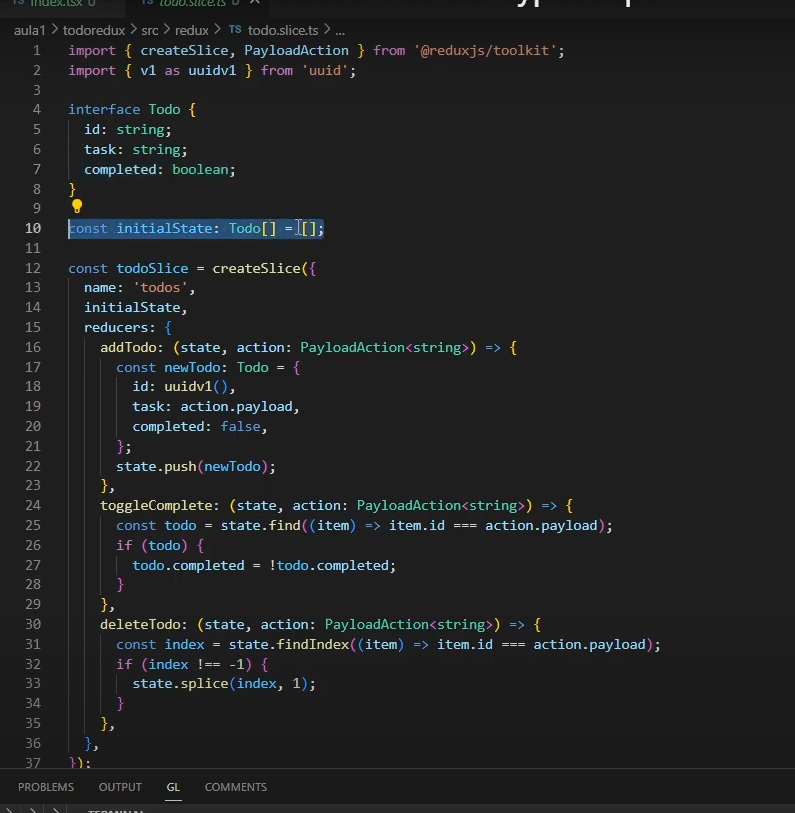 index.tsx U
TS todo.slice.ts U
aula1 > todoredux > src > redux > TS todo.slice.ts > ...
1 import { createSlice, PayloadAction } from '@reduxjs/toolkit';
2 import { v1 as uuidv1 } from 'uuid';
3
4 interface Todo {
5 id: string;
6 task: string;
7 completed: boolean;
8 }
9
10 const initialState: Todo[] = [];
11
12 const todoSlice = createSlice({
13 name: 'todos',
14 initialState,
15 reducers: {
16 addTodo: (state, action: PayloadAction<string>) => {
17 const newTodo: Todo = {
18 id: uuidv1(),
19 task: action.payload,
20 completed: false,
21 };
22 state.push(newTodo);
23 },
24 toggleComplete: (state, action: PayloadAction<string>) => {
25 const todo = state.find((item) => item.id === action.payload);
26 if (todo) {
27 todo.completed = !todo.completed;
28 }
29 },
30 deleteTodo: (state, action: PayloadAction<string>) => {
31 const index = state.findIndex((item) => item.id === action.payload);
32 if (index !== -1) {
33 state.splice(index, 1);
34 }
35 },
36 },
37 });
PROBLEMS OUTPUT GL COMMENTS
TERMINAL